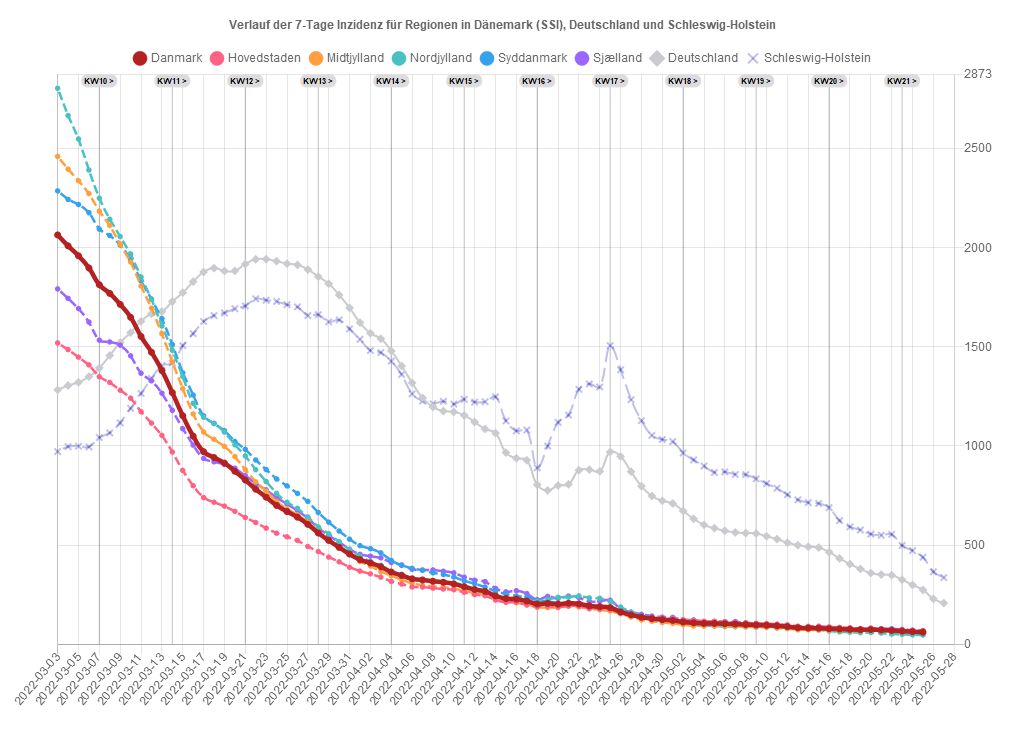 Verlauf der 7-Tage Inzidenz für Regionen in Dänemark (SSI), Deutschland und Schleswig-Holstein
Danmark Hovedstaden Midtjylland Nordjylland Syddanmark Sjælland Deutschland Schleswig-Holstein
KW10 > KW11 > KW12 > KW13 > KW14 > KW15 > KW16 > KW17 > KW18 > KW19 > KW20 > KW21 >
2873
2500
2000
1500
1000
500
0
2022-03-03 2022-03-05 2022-03-07 2022-03-09 2022-03-11 2022-03-13 2022-03-15 2022-03-17 2022-03-19 2022-03-21 2022-03-23 2022-03-25 2022-03-27 2022-03-29 2022-03-31 2022-04-02 2022-04-04 2022-04-06 2022-04-08 2022-04-10 2022-04-12 2022-04-14 2022-04-16 2022-04-18 2022-04-20 2022-04-22 2022-04-24 2022-04-26 2022-04-28 2022-04-30 2022-05-02 2022-05-04 2022-05-06 2022-05-08 2022-05-10 2022-05-12 2022-05-14 2022-05-16 2022-05-18 2022-05-20 2022-05-22 2022-05-24 2022-05-26 2022-05-28